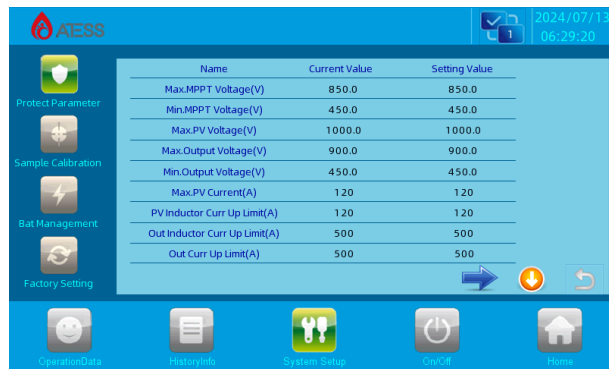 ATESS
1
2024/07/13
06:29:20
Name Current Value Setting Value
Max.MPPT Voltage(V) 850.0 850.0
Min.MPPT Voltage(V) 450.0 450.0
Max.PV Voltage(V) 1000.0 1000.0
Max.Output Voltage(V) 900.0 900.0
Min.Output Voltage(V) 450.0 450.0
Max.PV Current(A) 120 120
PV Inductor Curr Up Limit(A) 120 120
Out Inductor Curr Up Limit(A) 500 500
Out Curr Up Limit(A) 500 500
Protect Parameter
Sample Calibration
Bat Management
Factory Setting
OperationData HistoryInfo System Setup On/Off Home